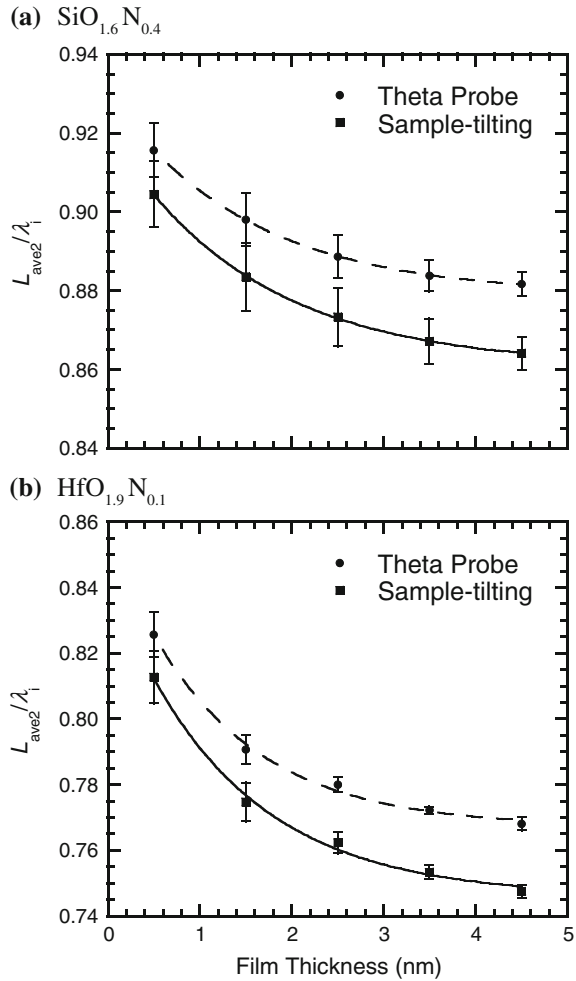 (a) SiO1.6N0.4
0.94
0.92
0.90
0.88
0.86
0.84
Lave2/λi
Theta Probe
Sample-tilting
(b) HfO1.9N0.1
0.86
0.84
0.82
0.80
0.78
0.76
0.74
Lave2/λi
Theta Probe
Sample-tilting
0 1 2 3 4 5
Film Thickness (nm)